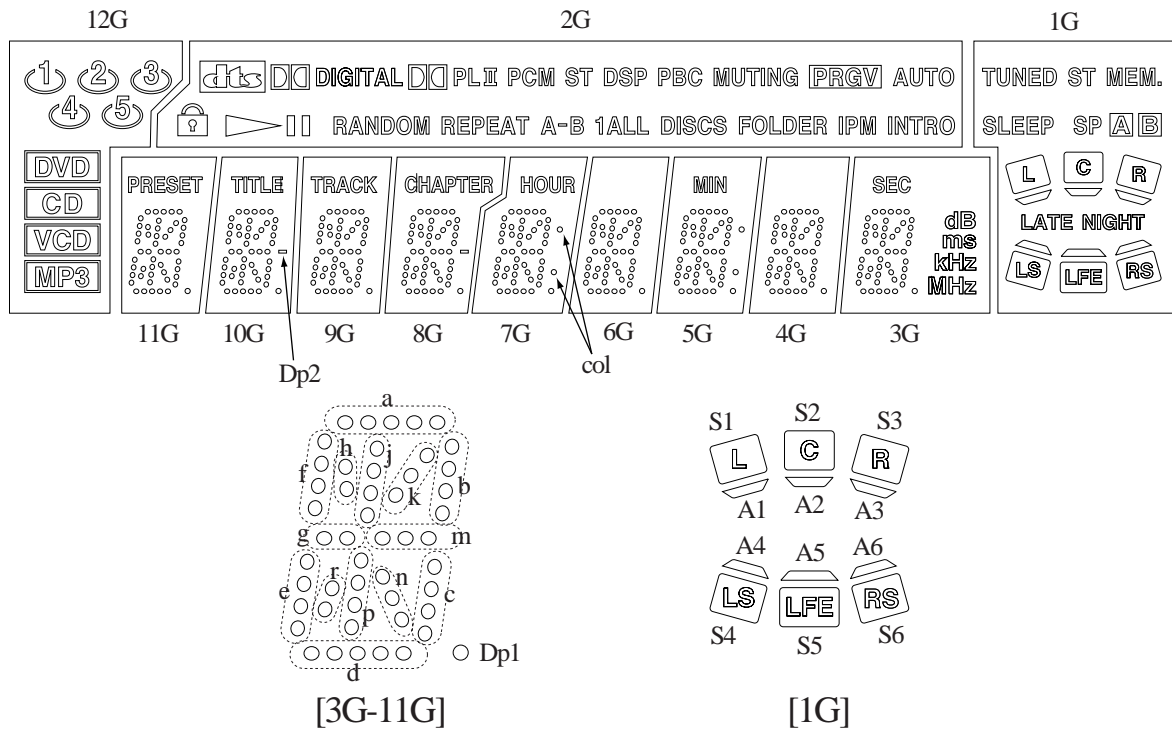 12G 2G 1G
1 2 3 dts DIGITAL PL II PCM ST DSP PBC MUTING PRGV AUTO TUNED ST MEM.
4 5 RANDOM REPEAT A-B 1ALL DISCS FOLDER IPM INTRO SLEEP SP A B
DVD PRESET TITLE TRACK CHAPTER HOUR MIN SEC L C R
CD dB LATE NIGHT
VCD ms
kHz
MP3 MHz LS LFE RS
11G 10G 9G 8G 7G 6G 5G 4G 3G
Dp2 col
a S1 S2 S3
f h j k b L C R
g m A1 A2 A3
e r p n c A4 A5 A6
d Dp1 LS LFE RS
S4 S5 S6
[3G-11G] [1G]